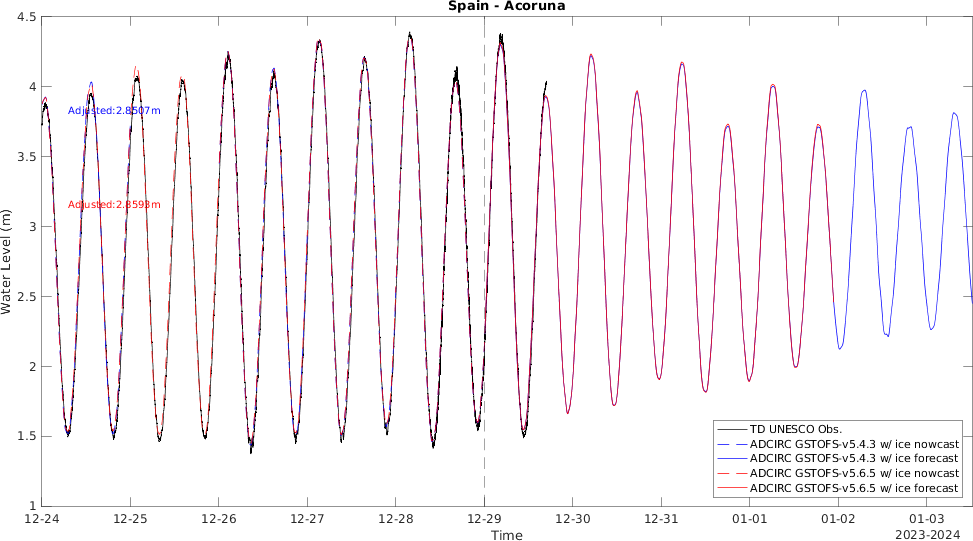 Spain - Acoruna
4.5
4
3.5
3
2.5
2
1.5
1
Water Level (m)
Adjusted:2.8507m
Adjusted:2.8593m
TD UNESCO Obs.
ADCIRC GSTOFS-v5.4.3 w/ ice nowcast
ADCIRC GSTOFS-v5.4.3 w/ ice forecast
ADCIRC GSTOFS-v5.6.5 w/ ice nowcast
ADCIRC GSTOFS-v5.6.5 w/ ice forecast
12-24 12-25 12-26 12-27 12-28 12-29 12-30 12-31 01-01 01-02 01-03
Time
2023-2024